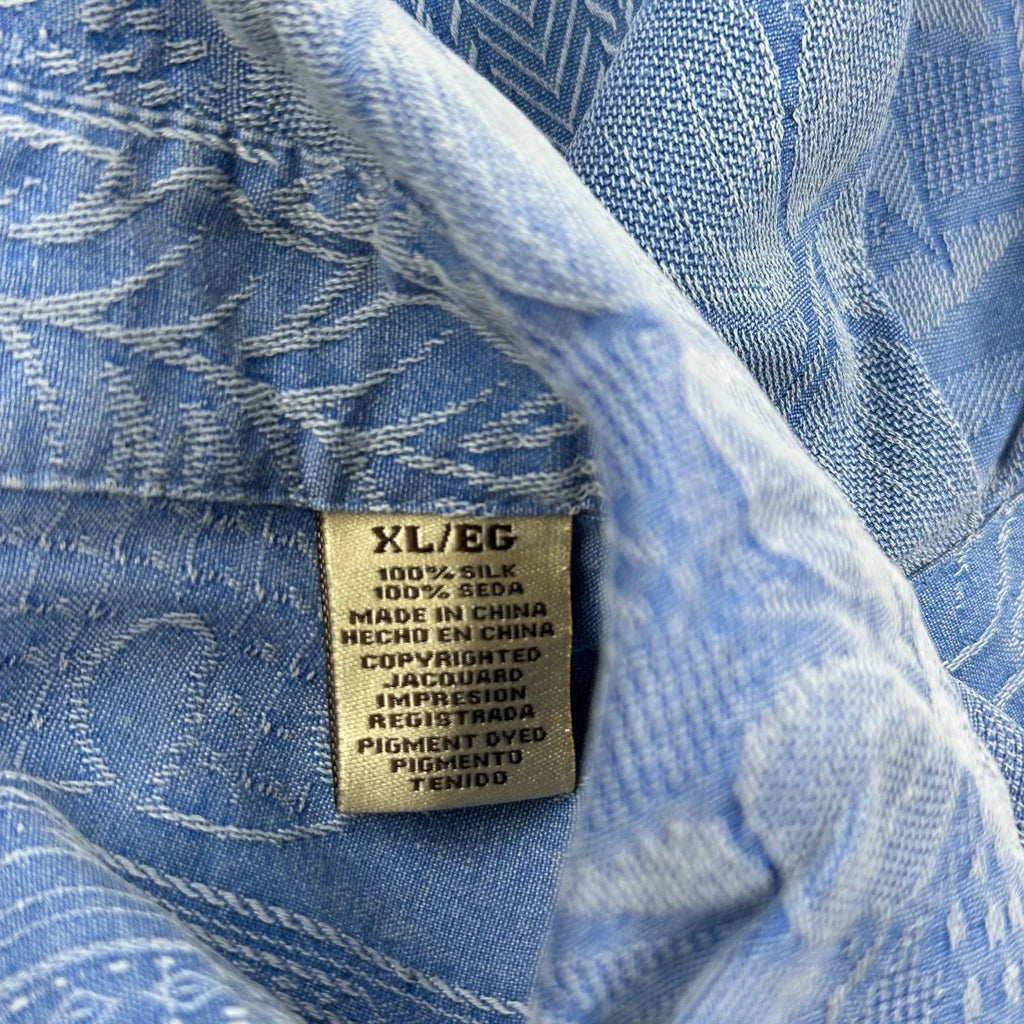 XL/EG
100% SILK
100% SEDA
MADE IN CHINA
HECHO EN CHINA
COPYRIGHTED
JACQUARD
IMPRESION
REGISTRADA
PIGMENT DYED
PIGMENTO
TENIDO